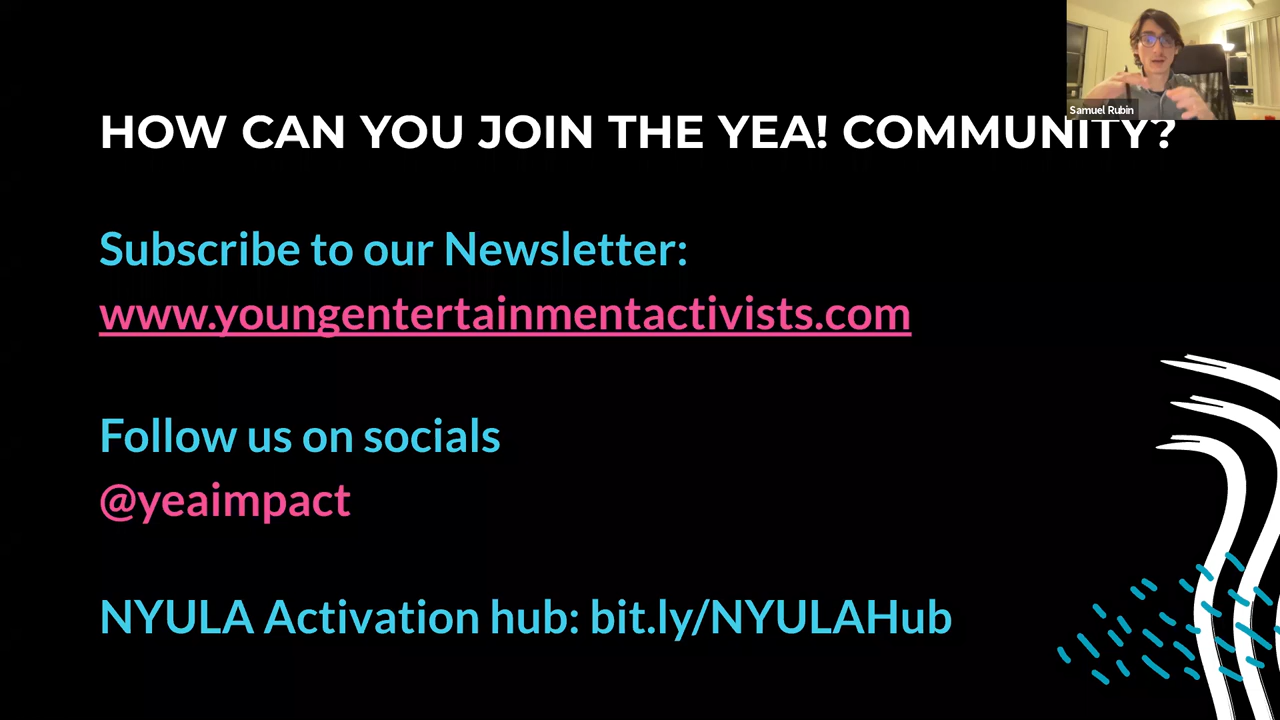 Samuel Rubin
HOW CAN YOU JOIN THE YEA! COMMUNITY?
Subscribe to our Newsletter:
www.youngentertainmentactivists.com
Follow us on socials
@yeaimpact
NYULA Activation hub: bit.ly/NYULAHub